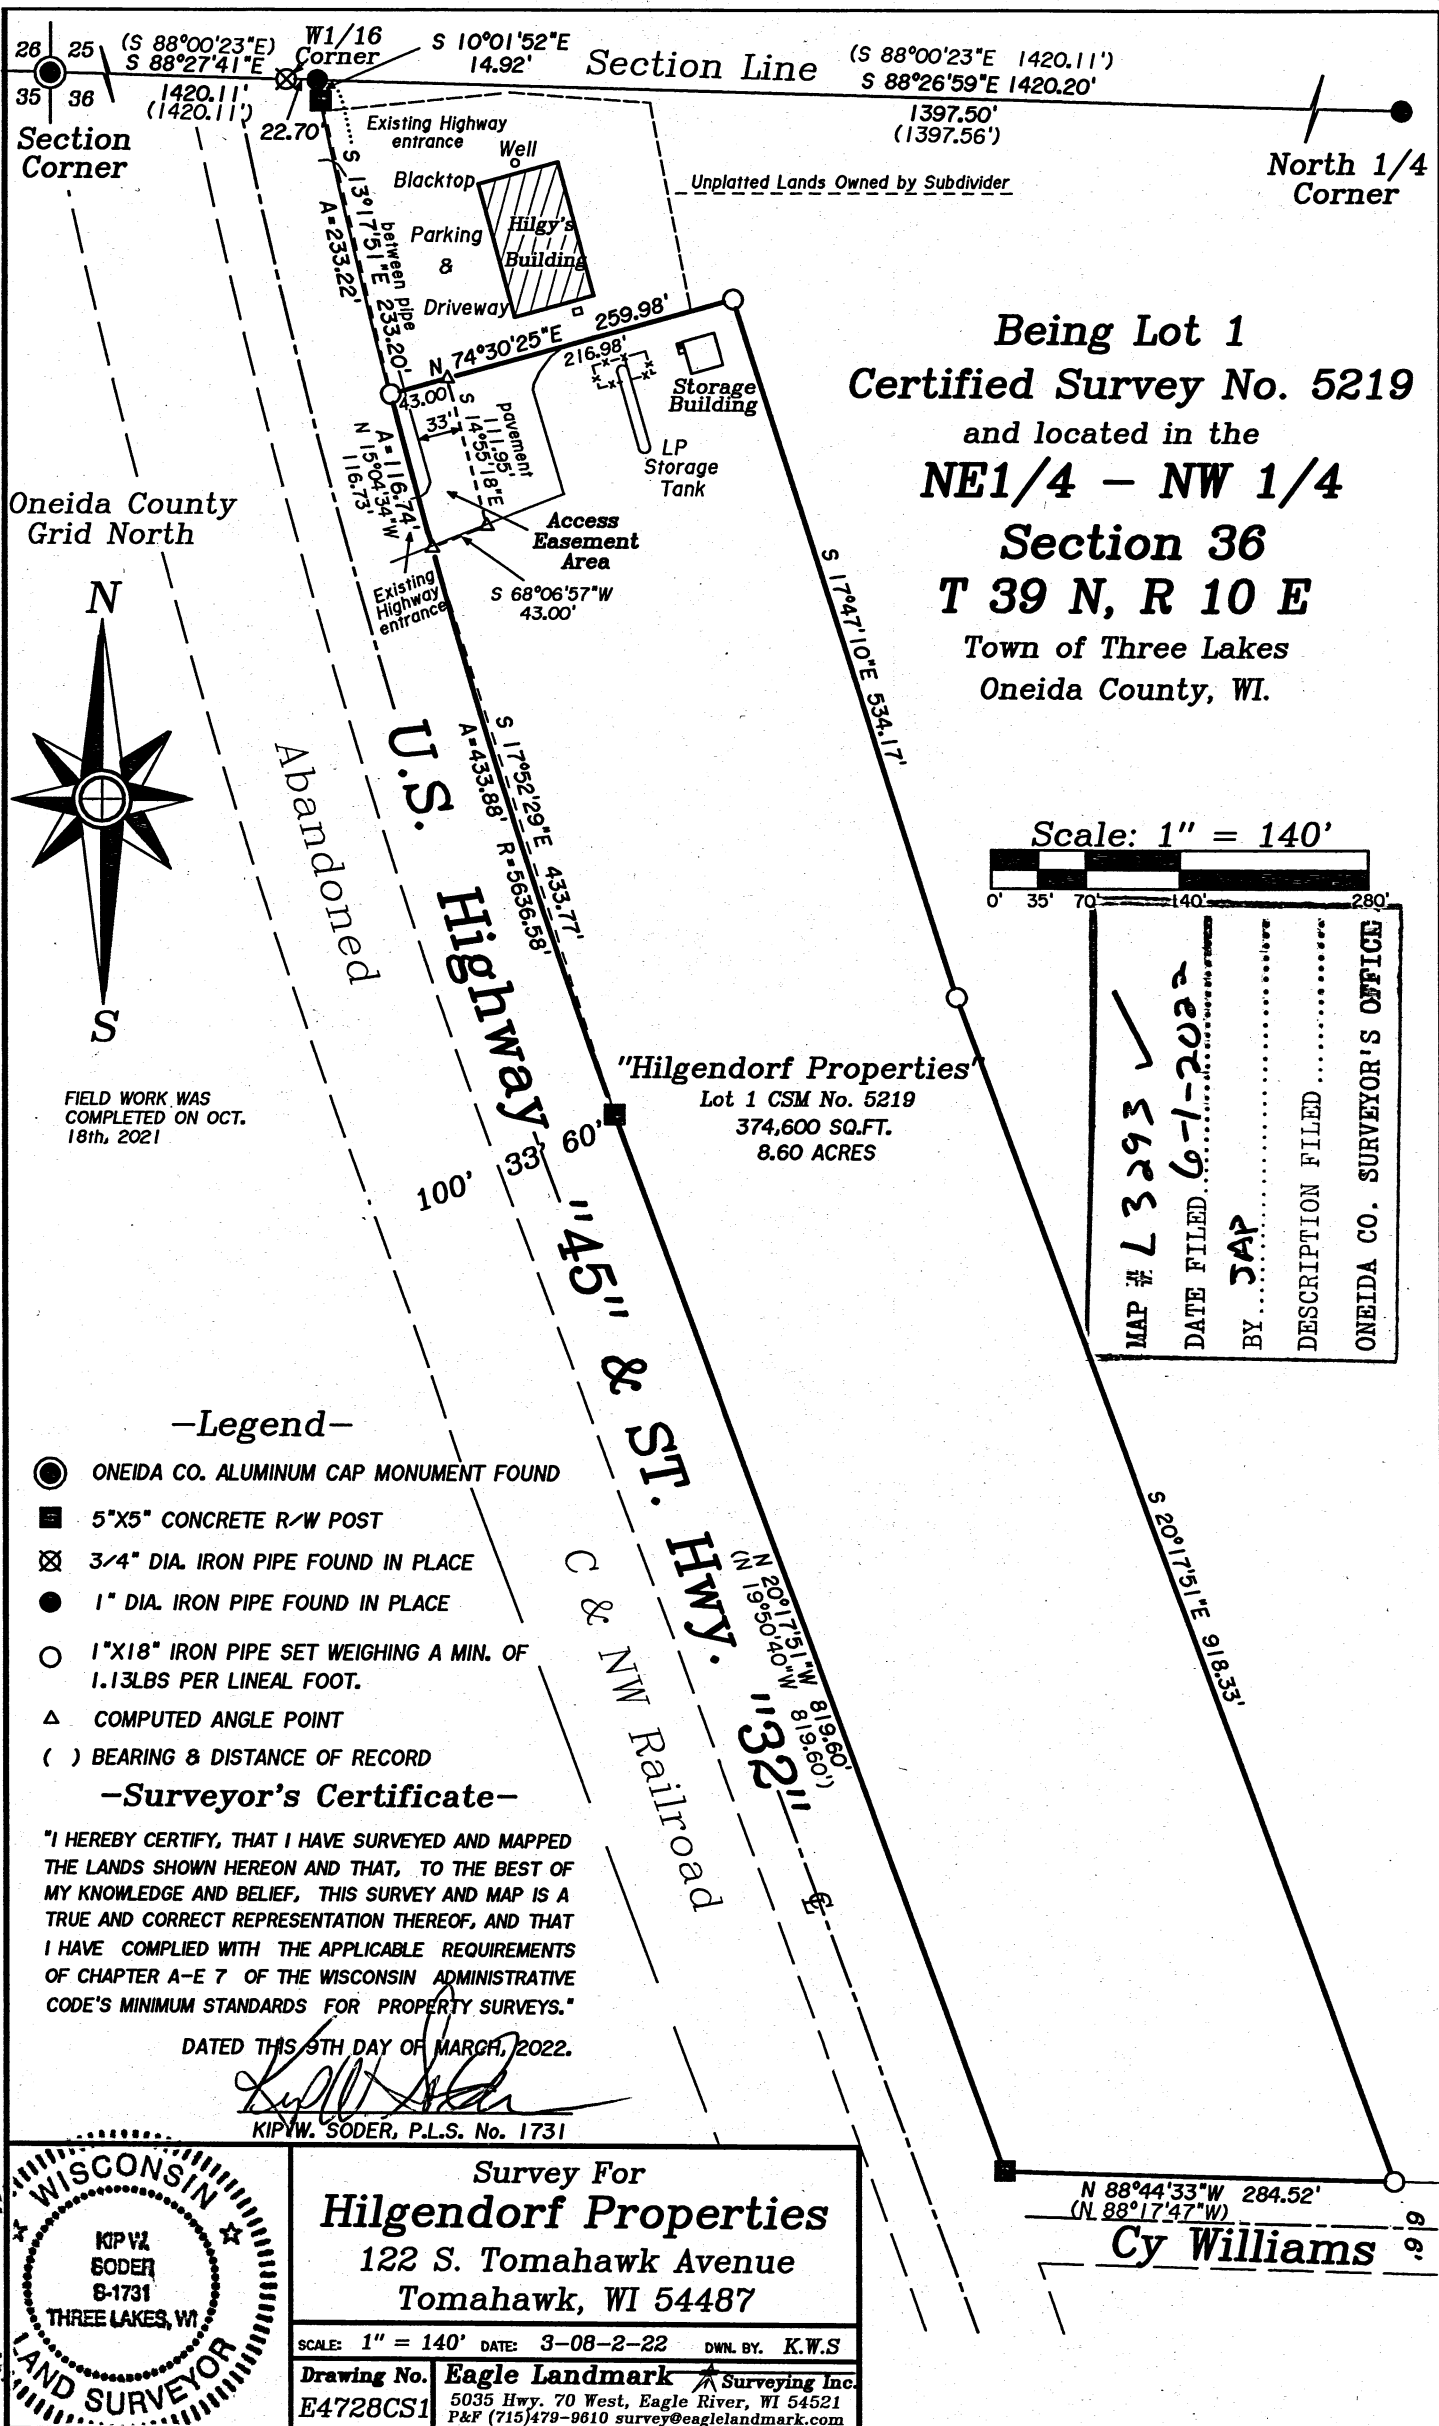 26 25
35 36
Section
Corner
(S 88°00'23"E)
S 88°27'41"E
1420.11'
(1420.11')
W1/16
Corner
22.70'
S 10°01'52"E
14.92'
Section Line
(S 88°00'23"E 1420.11')
S 88°26'59"E 1420.20'
1397.50'
(1397.56')
North 1/4
Corner
Unplatted Lands Owned by Subdivider
Existing Highway
entrance
Well
Blacktop
Parking
&
Driveway
Hilgy's
Building
S 13°17'51"E 233.20'
between pipe
A=233.22'
N 74°30'25"E 259.98'
216.98'
43.00'
33'
Storage
Building
LP
Storage
Tank
pavement
111.95'
S 14°55'18"E
A=116.74'
N 15°04'34"W
116.73'
Access
Easement
Area
S 68°06'57"W
43.00'
Existing
Highway
entrance
Being Lot 1
Certified Survey No. 5219
and located in the
NE1/4 - NW 1/4
Section 36
T 39 N, R 10 E
Town of Three Lakes
Oneida County, WI.
Oneida County
Grid North
N
S
FIELD WORK WAS
COMPLETED ON OCT.
18th, 2021
S 17°47'10"E 534.17'
S 17°52'29"E 433.77'
A=433.88' R=5636.58'
Scale: 1" = 140'
0' 35' 70' 140' 280'
MAP # L3293 ✓
DATE FILED 6-1-2022
BY JAP
DESCRIPTION FILED
ONEIDA CO. SURVEYOR'S OFFICE
"Hilgendorf Properties"
Lot 1 CSM No. 5219
374,600 SQ.FT.
8.60 ACRES
100' 33' 60'
U.S. Highway "45" & ST. Hwy. "32"
Abandoned C & NW Railroad
N 20°17'51"W 819.60'
(N 19°50'40"W 819.60')
S 20°17'51"E 918.33'
N 88°44'33"W 284.52'
(N 88°17'47"W)
Cy Williams
66'
-Legend-
ONEIDA CO. ALUMINUM CAP MONUMENT FOUND
5"X5" CONCRETE R/W POST
3/4" DIA. IRON PIPE FOUND IN PLACE
1" DIA. IRON PIPE FOUND IN PLACE
1"X18" IRON PIPE SET WEIGHING A MIN. OF
1.13LBS PER LINEAL FOOT.
COMPUTED ANGLE POINT
( ) BEARING & DISTANCE OF RECORD
-Surveyor's Certificate-
"I HEREBY CERTIFY, THAT I HAVE SURVEYED AND MAPPED
THE LANDS SHOWN HEREON AND THAT, TO THE BEST OF
MY KNOWLEDGE AND BELIEF, THIS SURVEY AND MAP IS A
TRUE AND CORRECT REPRESENTATION THEREOF, AND THAT
I HAVE COMPLIED WITH THE APPLICABLE REQUIREMENTS
OF CHAPTER A-E 7 OF THE WISCONSIN ADMINISTRATIVE
CODE'S MINIMUM STANDARDS FOR PROPERTY SURVEYS."
DATED THIS 9TH DAY OF MARCH, 2022.
KIP W. SODER, P.L.S. No. 1731
WISCONSIN
KIP W.
SODER
S-1731
THREE LAKES, WI
LAND SURVEYOR
Survey For
Hilgendorf Properties
122 S. Tomahawk Avenue
Tomahawk, WI 54487
SCALE: 1" = 140' DATE: 3-08-2-22 DWN. BY. K.W.S
Drawing No.
E4728CS1
Eagle Landmark Surveying Inc.
5035 Hwy. 70 West, Eagle River, WI 54521
P&F (715)479-9610 survey@eaglelandmark.com